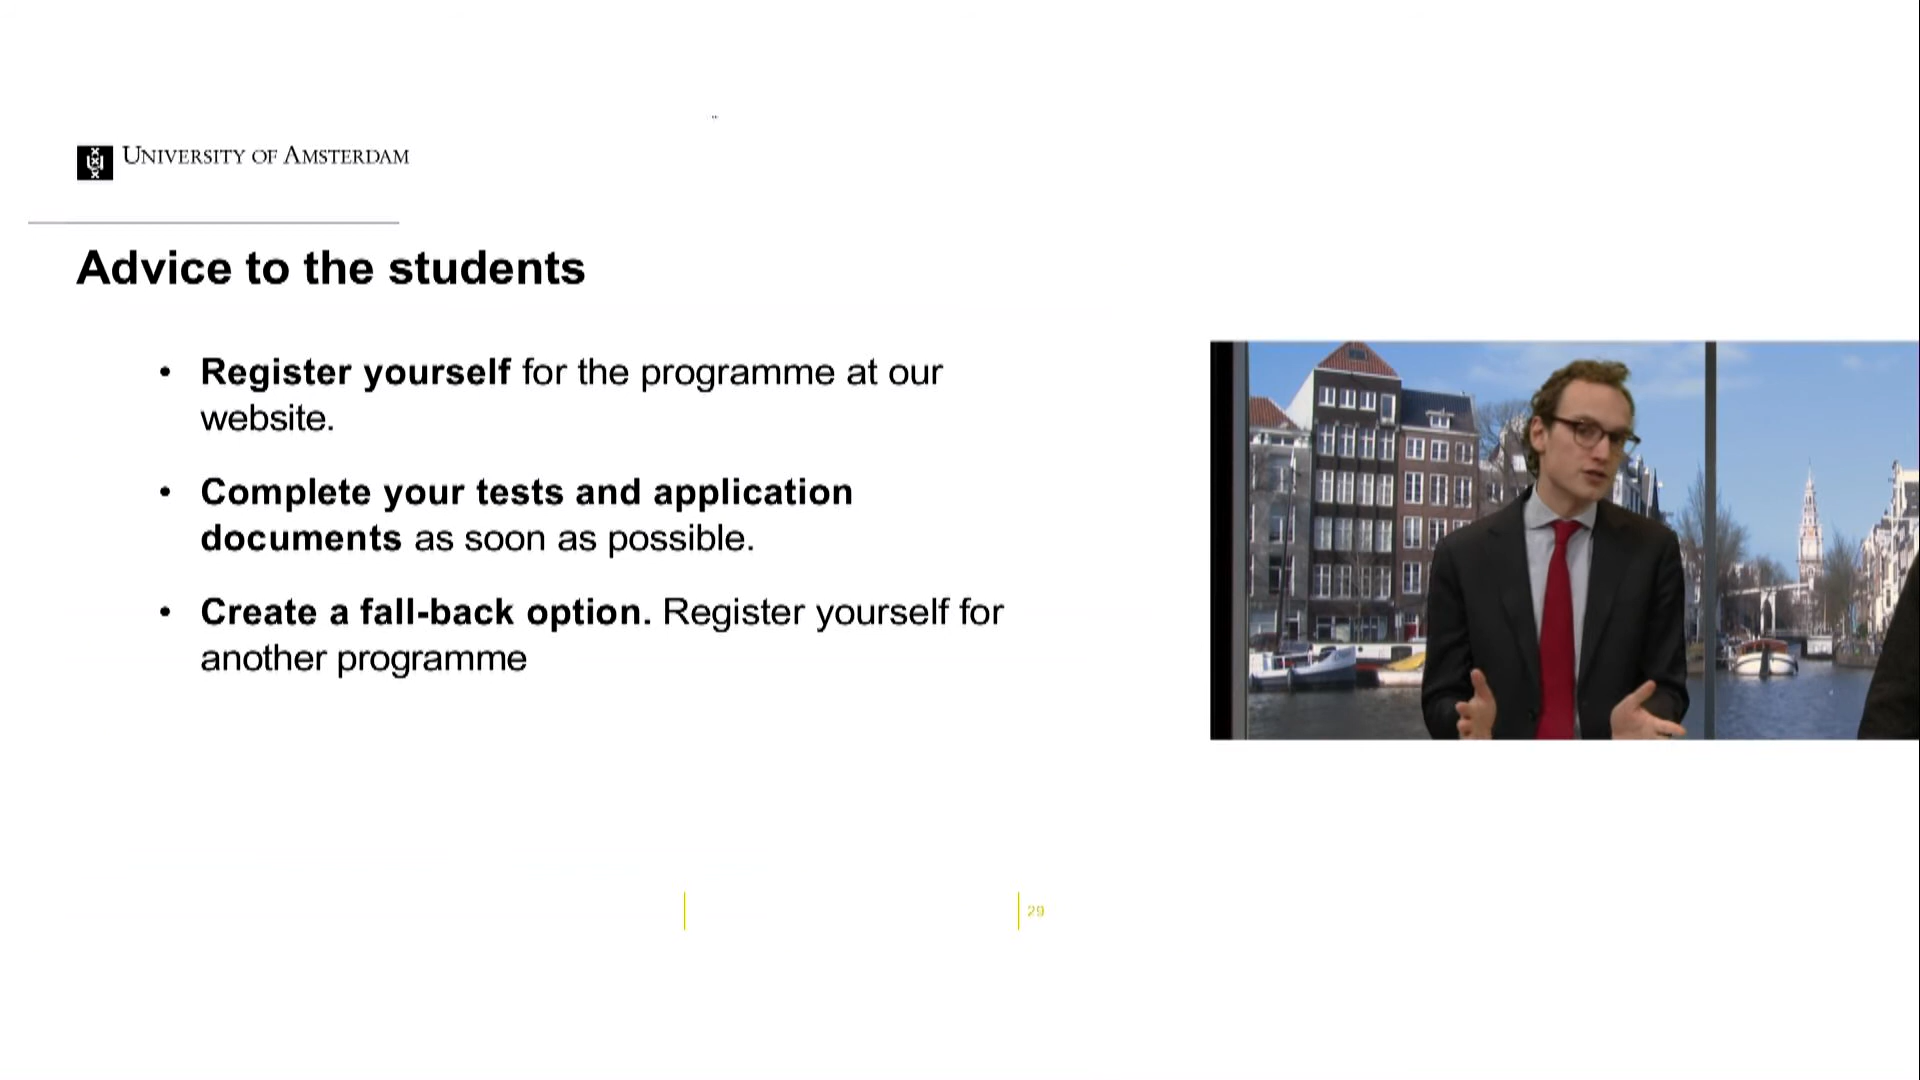 UNIVERSITY OF AMSTERDAM
Advice to the students
• Register yourself for the programme at our
website.
• Complete your tests and application
documents as soon as possible.
• Create a fall-back option. Register yourself for
another programme
29